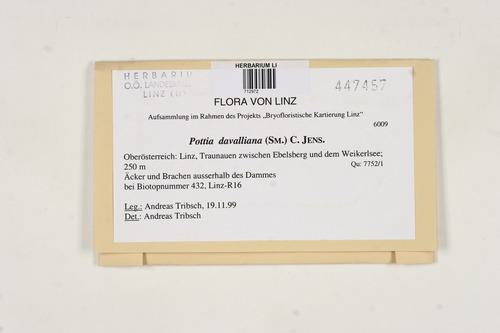 HERBARIUM LI
712972
HERBARIUM
O.Ö. LANDES
LINZ
447457
FLORA VON LINZ
Aufsammlung im Rahmen des Projekts „Bryofloristische Kartierung Linz“
6009
Pottia davalliana (SM.) C. JENS.
Oberösterreich: Linz, Traunauen zwischen Ebelsberg und dem Weikerlsee;
250 m Qu: 7752/1
Äcker und Brachen ausserhalb des Dammes
bei Biotopnummer 432, Linz-R16
Leg.: Andreas Tribsch, 19.11.99
Det.: Andreas Tribsch